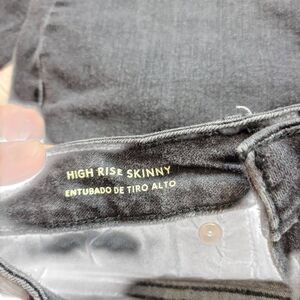 HIGH RISE SKINNY
ENTUBADO DE TIRO ALTO